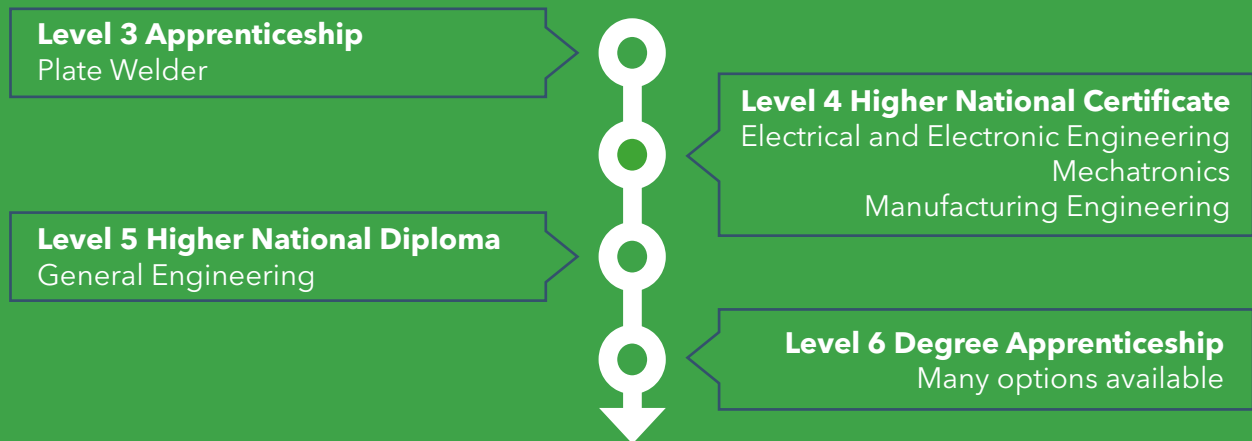 Level 3 Apprenticeship
Plate Welder
Level 4 Higher National Certificate
Electrical and Electronic Engineering
Mechatronics
Manufacturing Engineering
Level 5 Higher National Diploma
General Engineering
Level 6 Degree Apprenticeship
Many options available